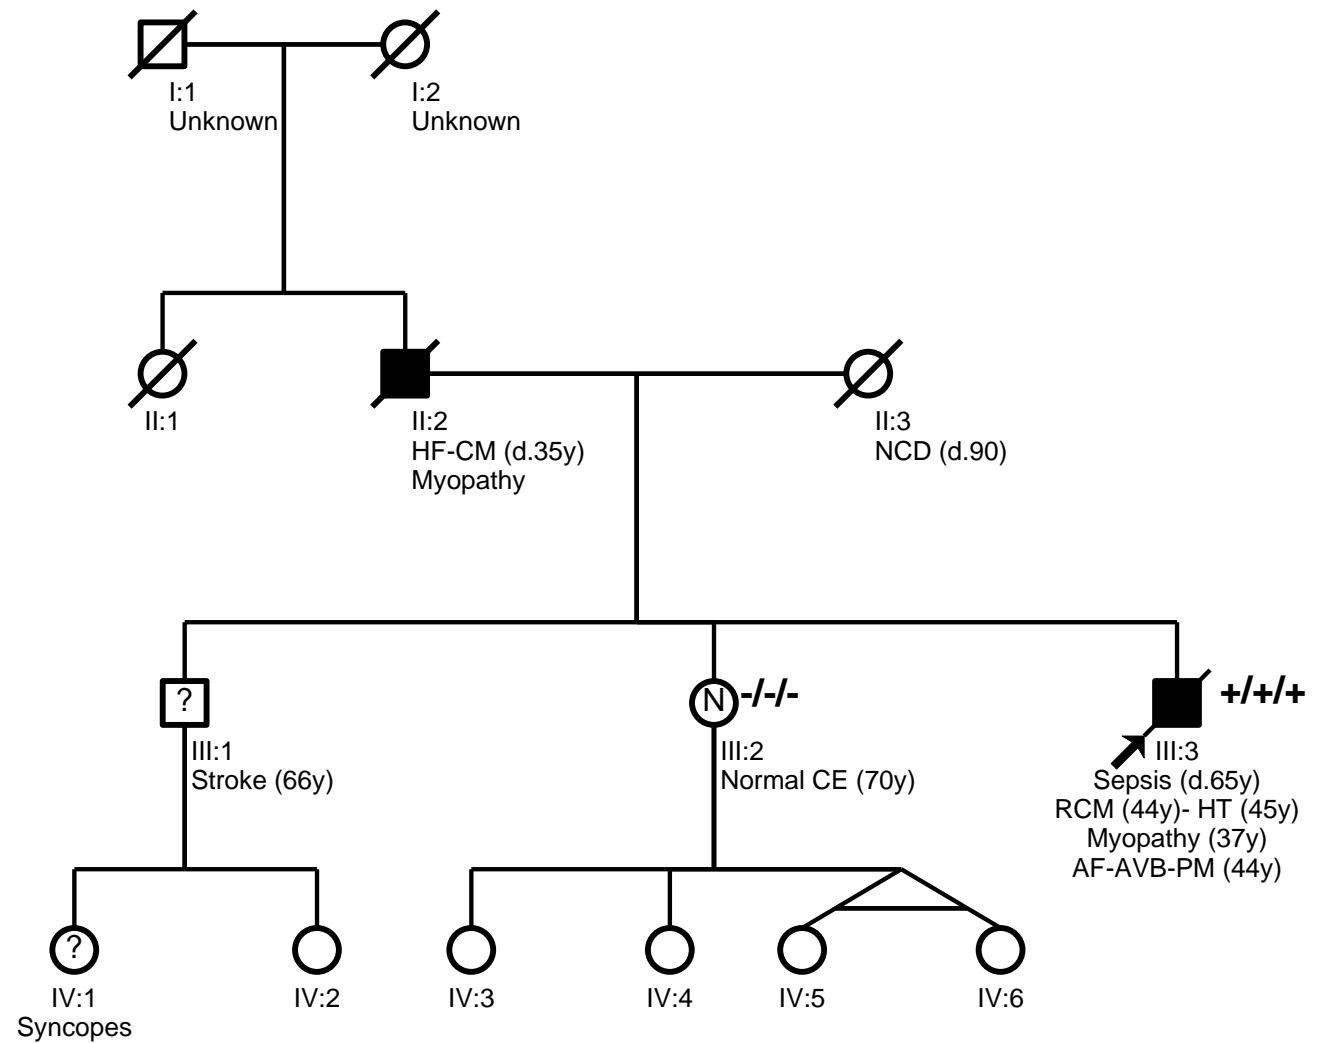 I:1
Unknown
I:2
Unknown
II:1
II:2
HF-CM (d.35y)
Myopathy
II:3
NCD (d.90)
?
III:1
Stroke (66y)
N
-/-/-
III:2
Normal CE (70y)
+/+/+
III:3
Sepsis (d.65y)
RCM (44y)- HT (45y)
Myopathy (37y)
AF-AVB-PM (44y)
?
IV:1
Syncopes
IV:2
IV:3
IV:4
IV:5
IV:6